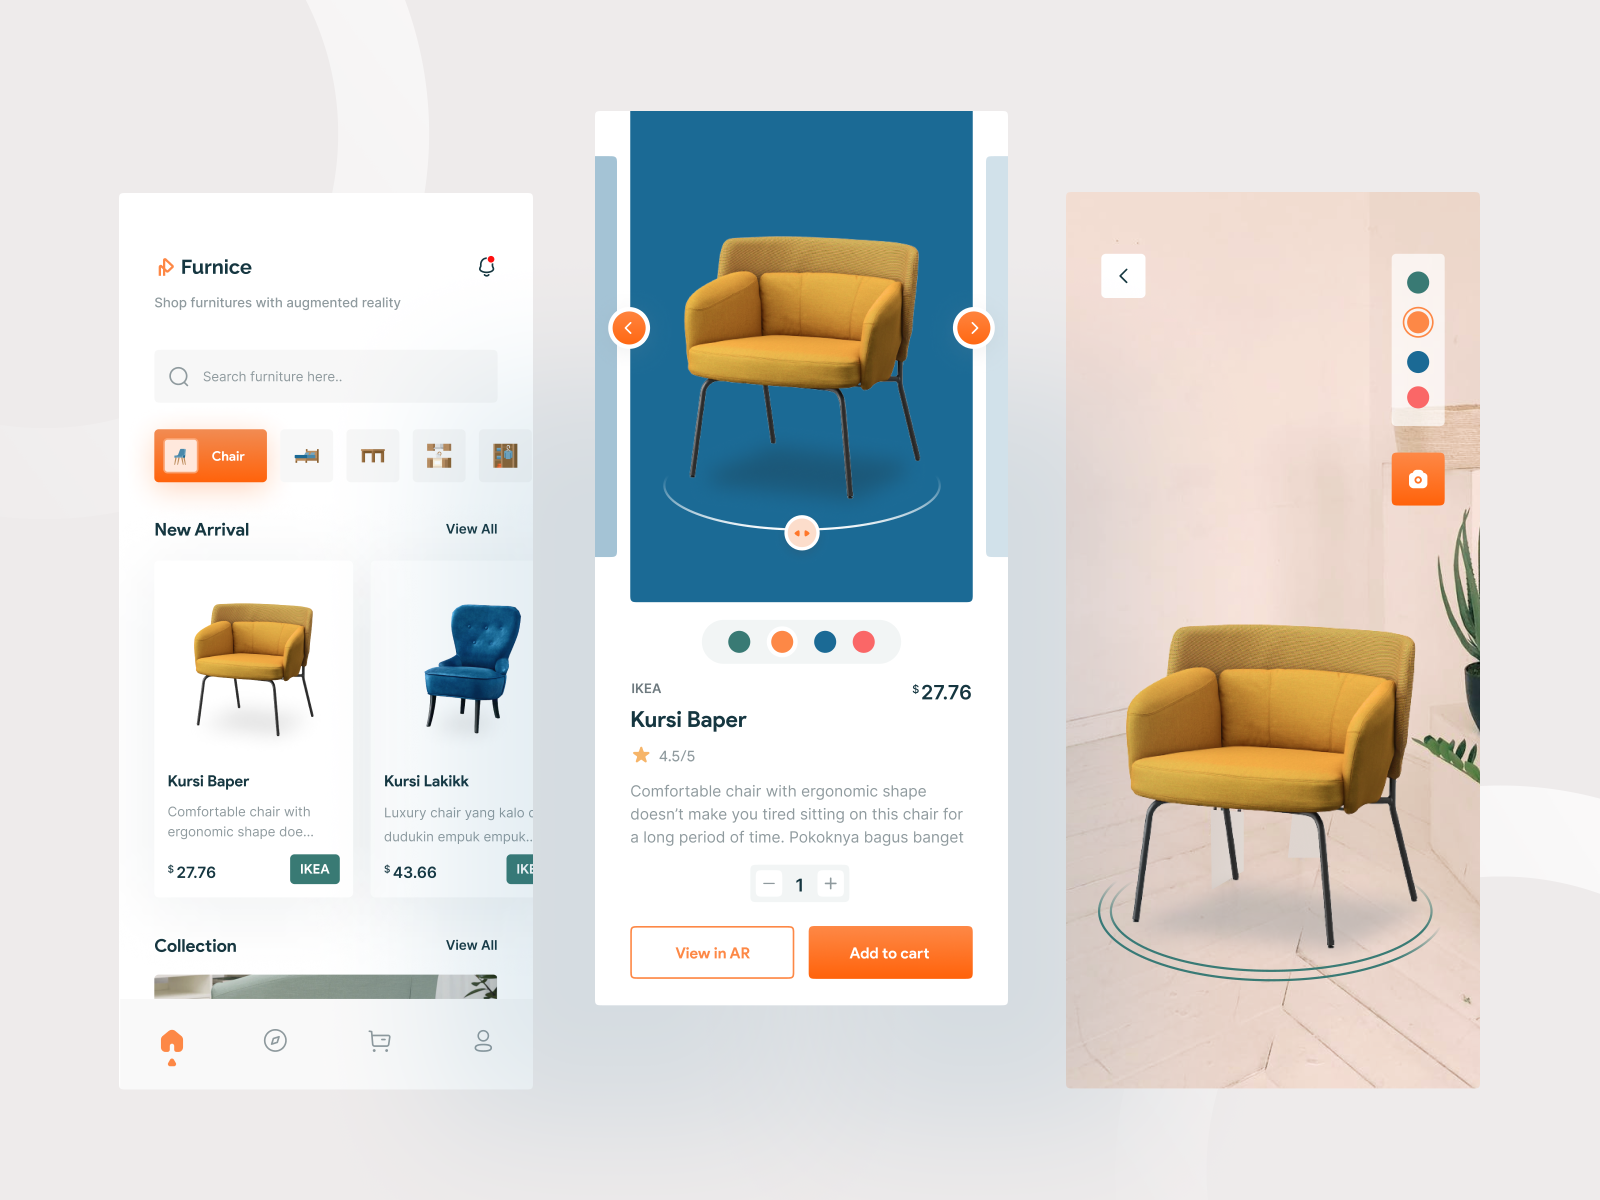 Furnice
Shop furnitures with augmented reality
Search furniture here..
Chair
New Arrival
View All
Kursi Baper
Comfortable chair with
ergonomic shape doe...
$27.76
IKEA
Kursi Lakikk
Luxury chair yang kalo
dudukin empuk empuk..
$43.66
Collection
View All
IKEA
$27.76
Kursi Baper
4.5/5
Comfortable chair with ergonomic shape
doesn’t make you tired sitting on this chair for
a long period of time. Pokoknya bagus banget
1
View in AR
Add to cart